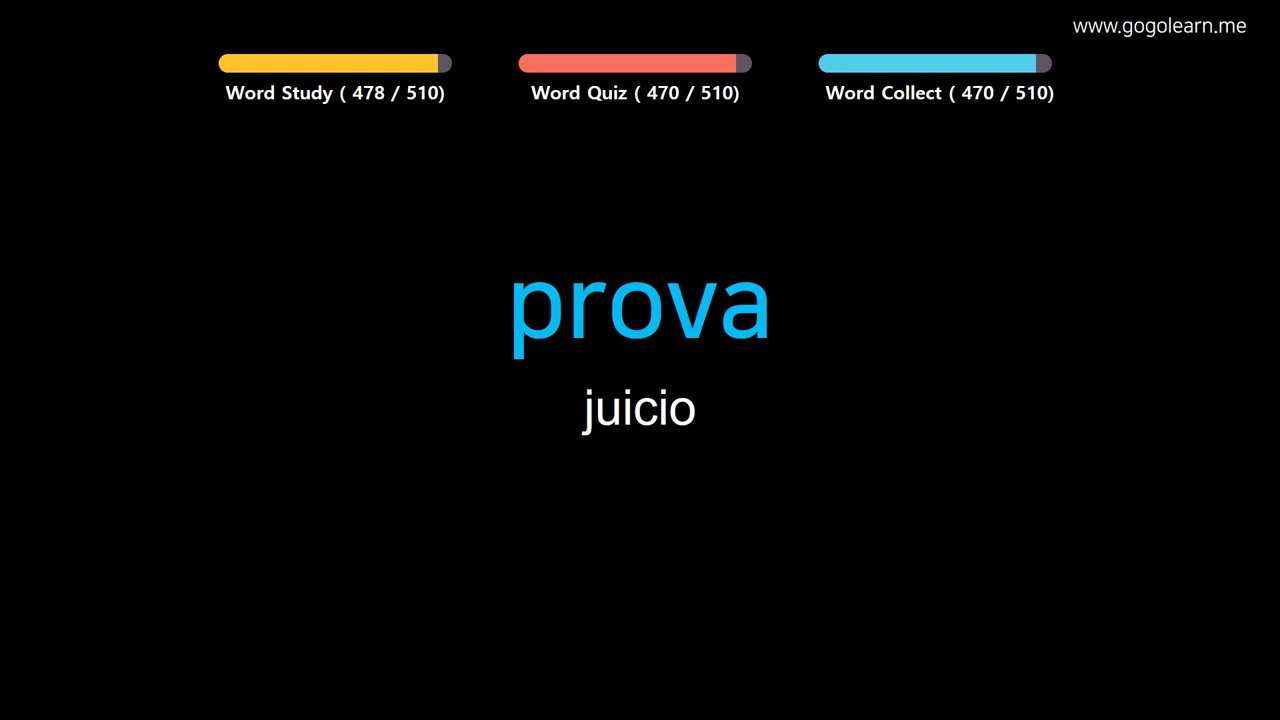 www.gogolearn.me
Word Study ( 478 / 510)
Word Quiz ( 470 / 510)
Word Collect ( 470 / 510)
prova
juicio